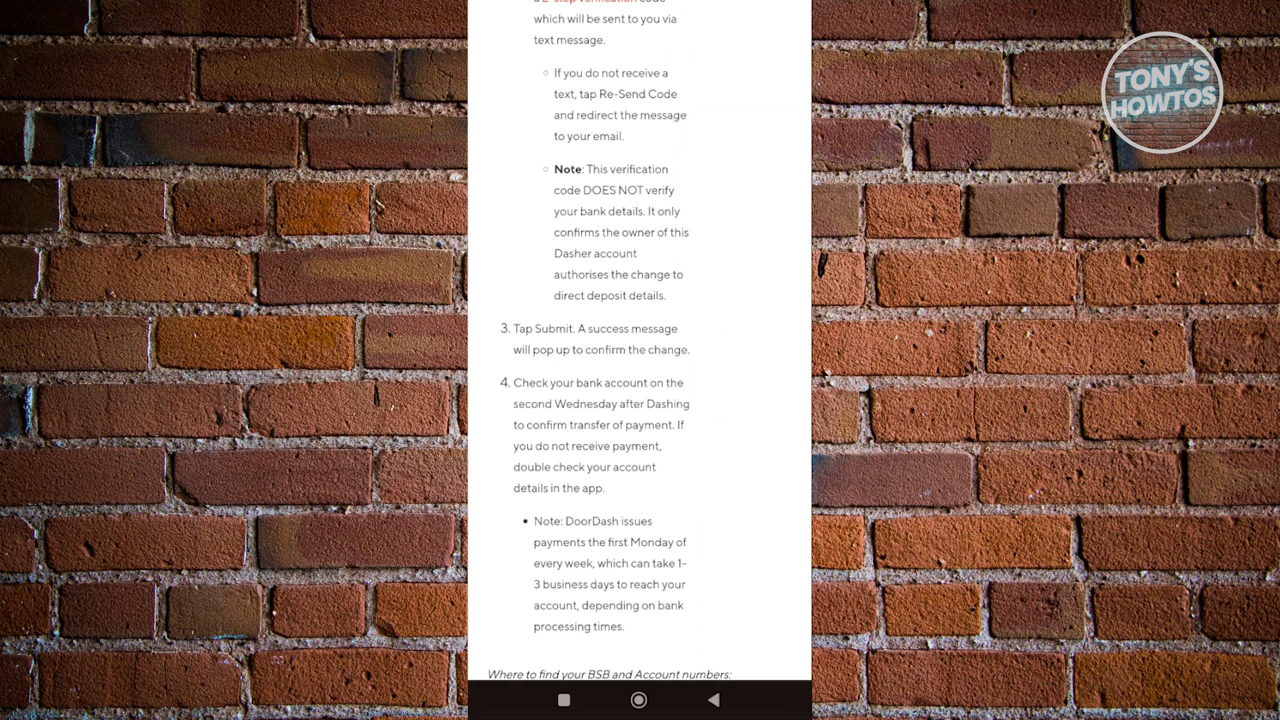 a 2-step verification code
which will be sent to you via
text message.
If you do not receive a
text, tap Re-Send Code
and redirect the message
to your email.
Note: This verification
code DOES NOT verify
your bank details. It only
confirms the owner of this
Dasher account
authorises the change to
direct deposit details.
3. Tap Submit. A success message
will pop up to confirm the change.
4. Check your bank account on the
second Wednesday after Dashing
to confirm transfer of payment. If
you do not receive payment,
double check your account
details in the app.
• Note: DoorDash issues
payments the first Monday of
every week, which can take 1-
3 business days to reach your
account, depending on bank
processing times.
Where to find your BSB and Account numbers:
TONY'S
HOWTOS